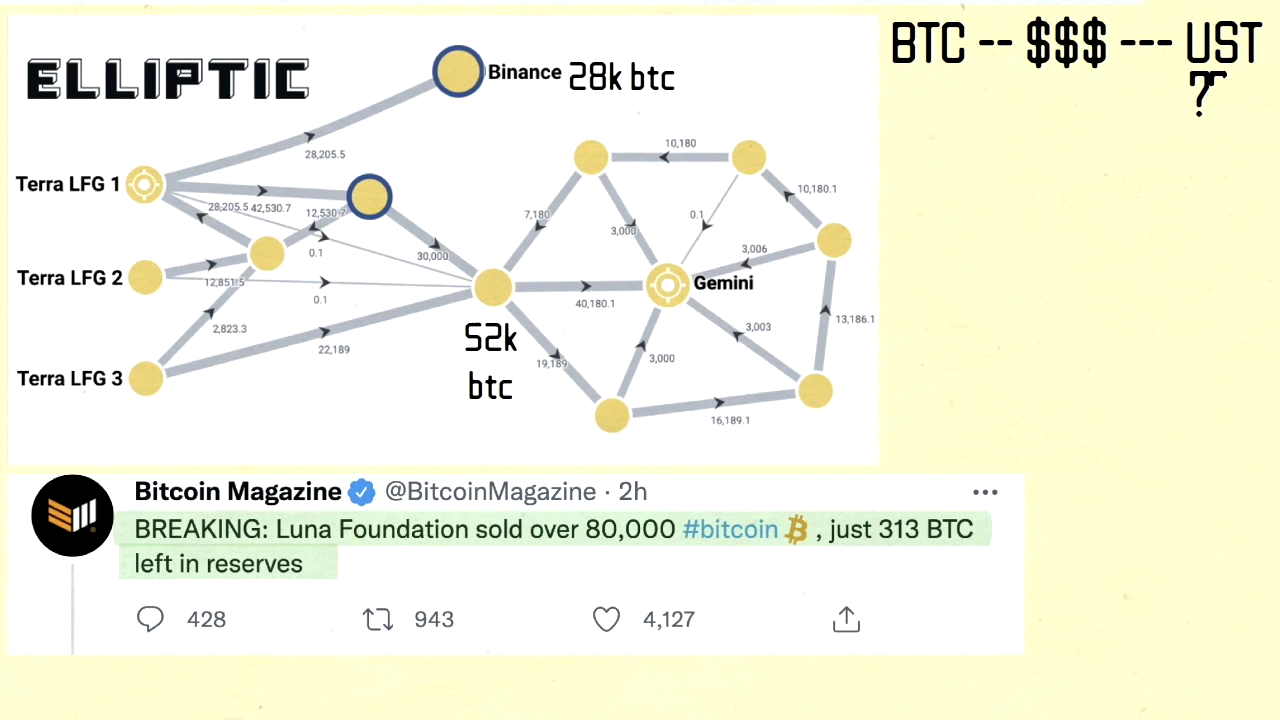 ELLIPTIC
BTC -- $$$ --- UST
?
Binance 28k btc
28,205.5
10,180
Terra LFG 1
10,180.1
28,205.5 42,530.7
12,530.7
7,180
3,000
0.1
0.1
30,000
3,006
Terra LFG 2
12,851.5
0.1
40,180.1
Gemini
2,823.3
22,189
52k
btc
19,189
3,000
3,003
13,186.1
Terra LFG 3
16,189.1
Bitcoin Magazine @BitcoinMagazine · 2h
BREAKING: Luna Foundation sold over 80,000 #bitcoin ₿ , just 313 BTC
left in reserves
428 943 4,127